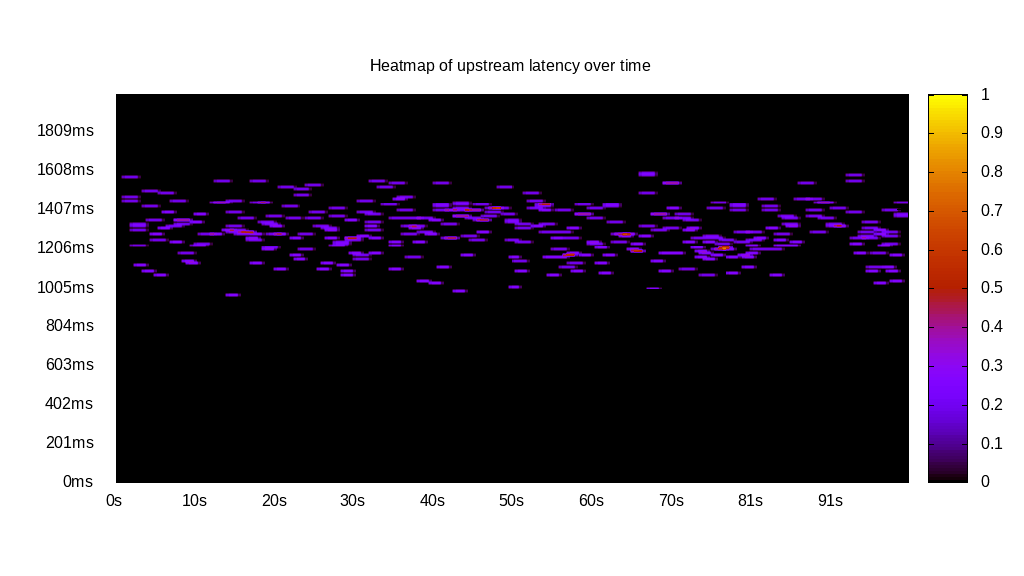 Heatmap of upstream latency over time
1809ms
1608ms
1407ms
1206ms
1005ms
804ms
603ms
402ms
201ms
0ms
0s 10s 20s 30s 40s 50s 60s 70s 81s 91s
1
0.9
0.8
0.7
0.6
0.5
0.4
0.3
0.2
0.1
0